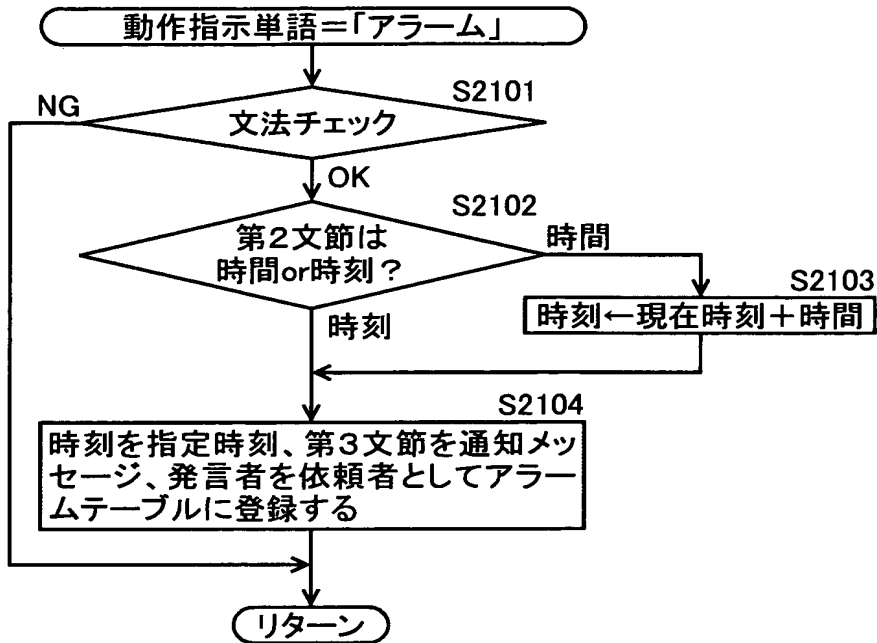 動作指示単語＝「アラーム」
S2101
NG
文法チェック
OK
S2102
第2文節は
時間or時刻？
時間
S2103
時刻←現在時刻＋時間
時刻
S2104
時刻を指定時刻、第3文節を通知メッ
セージ、発言者を依頼者としてアラー
ムテーブルに登録する
リターン